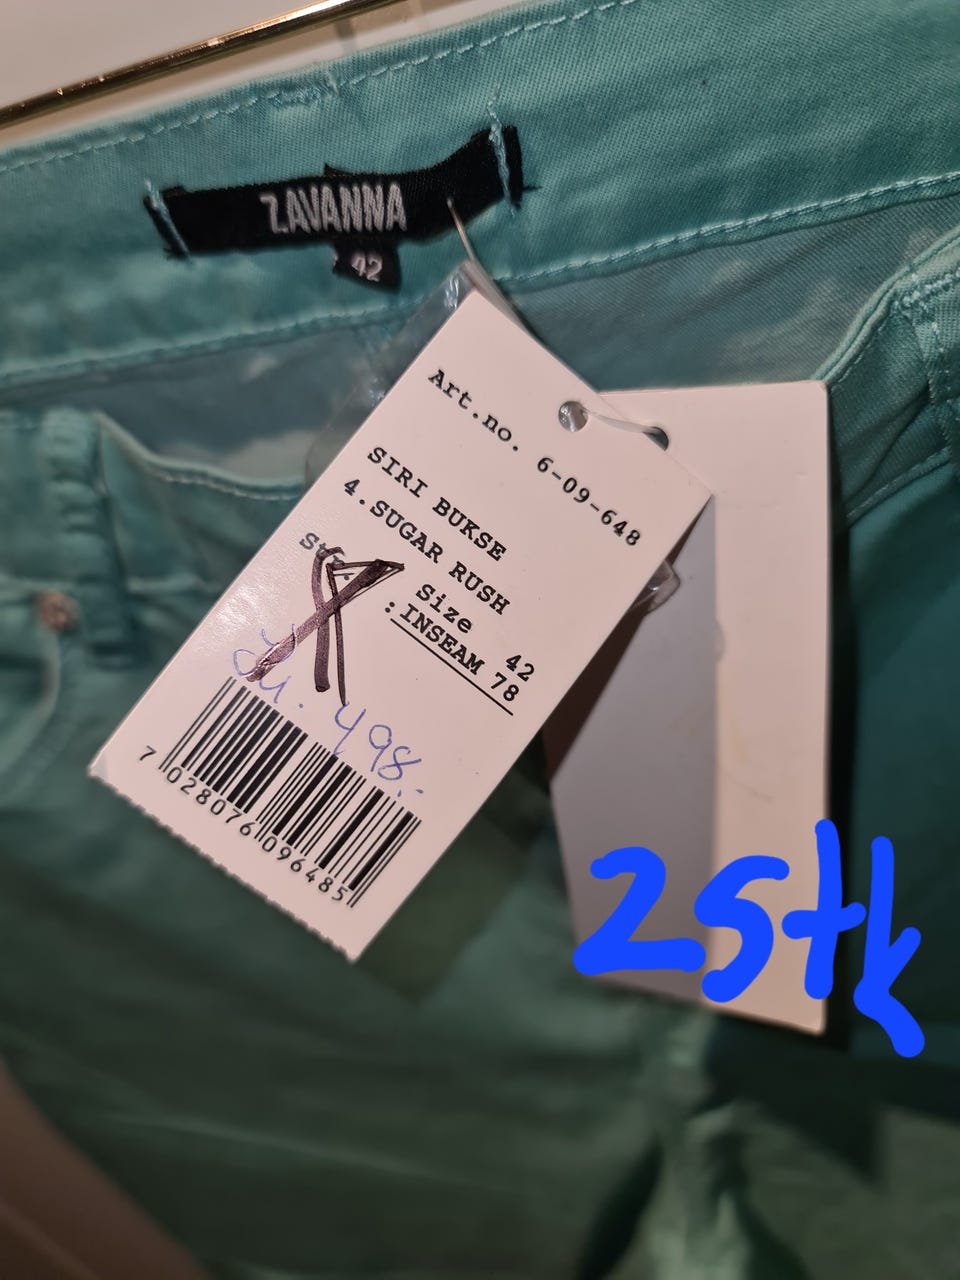 ZAVANNA
42
Art.no. 6-09-648
SIRI BUKSE
4.SUGAR RUSH
Str. Size 42
: INSEAM 78
498.-
7 028076 096485
2stk